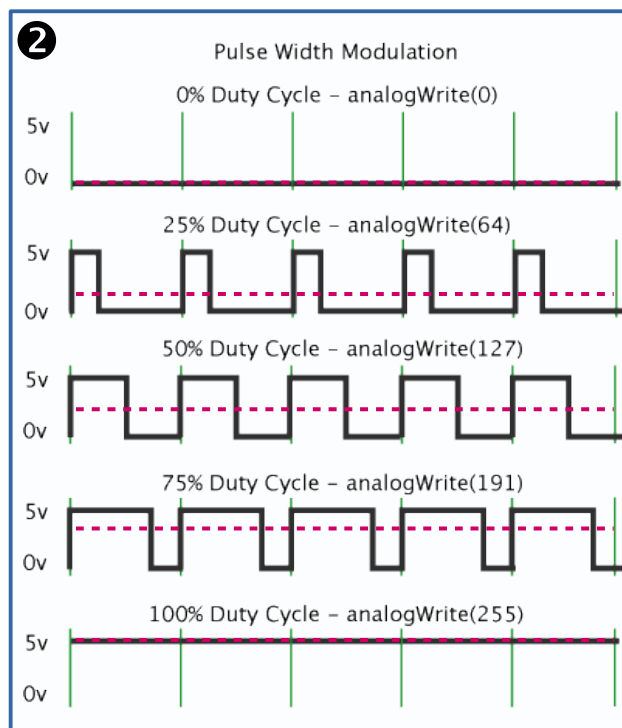 ❷
Pulse Width Modulation
0% Duty Cycle – analogWrite(0)
5v
0v
25% Duty Cycle – analogWrite(64)
5v
0v
50% Duty Cycle – analogWrite(127)
5v
0v
75% Duty Cycle – analogWrite(191)
5v
0v
100% Duty Cycle – analogWrite(255)
5v
0v